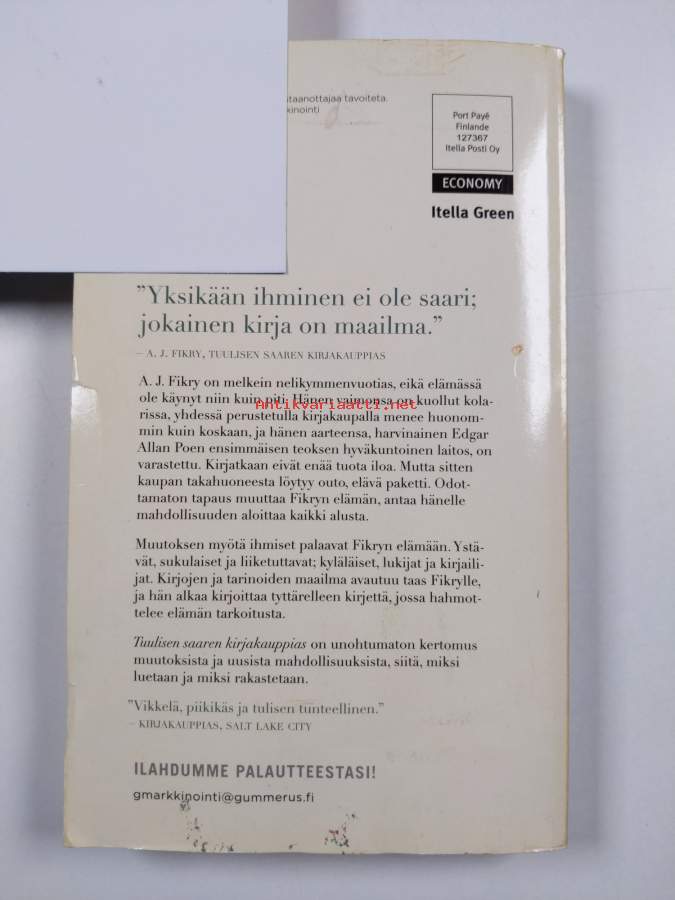 taanottajaa tavoiteta.
kinointi
Port Payé
Finlande
127367
Itella Posti Oy
ECONOMY
Itella Green
”Yksikään ihminen ei ole saari;
jokainen kirja on maailma.”
– A. J. FIKRY, TUULISEN SAAREN KIRJAKAUPPIAS
A. J. Fikry on melkein nelikymmenvuotias, eikä elämässä
ole käynyt niin kuin piti. Hänen vaimonsa on kuollut kola-
Antikvariaatti.net
rissa, yhdessä perustetulla kirjakaupalla menee huonom-
min kuin koskaan, ja hänen aarteensa, harvinainen Edgar
Allan Poen ensimmäisen teoksen hyväkuntoinen laitos, on
varastettu. Kirjatkaan eivät enää tuota iloa. Mutta sitten
kaupan takahuoneesta löytyy outo, elävä paketti. Odot-
tamaton tapaus muuttaa Fikryn elämän, antaa hänelle
mahdollisuuden aloittaa kaikki alusta.
Muutoksen myötä ihmiset palaavat Fikryn elämään. Ystä-
vät, sukulaiset ja liiketuttavat; kyläläiset, lukijat ja kirjaili-
jat. Kirjojen ja tarinoiden maailma avautuu taas Fikrylle,
ja hän alkaa kirjoittaa tyttärelleen kirjettä, jossa hahmot-
telee elämän tarkoitusta.
Tuulisen saaren kirjakauppias on unohtumaton kertomus
muutoksista ja uusista mahdollisuuksista, siitä, miksi
luetaan ja miksi rakastetaan.
”Vikkelä, piikikäs ja tulisen tunteellinen.”
– KIRJAKAUPPIAS, SALT LAKE CITY
ILAHDUMME PALAUTTEESTASI!
gmarkkinointi@gummerus.fi